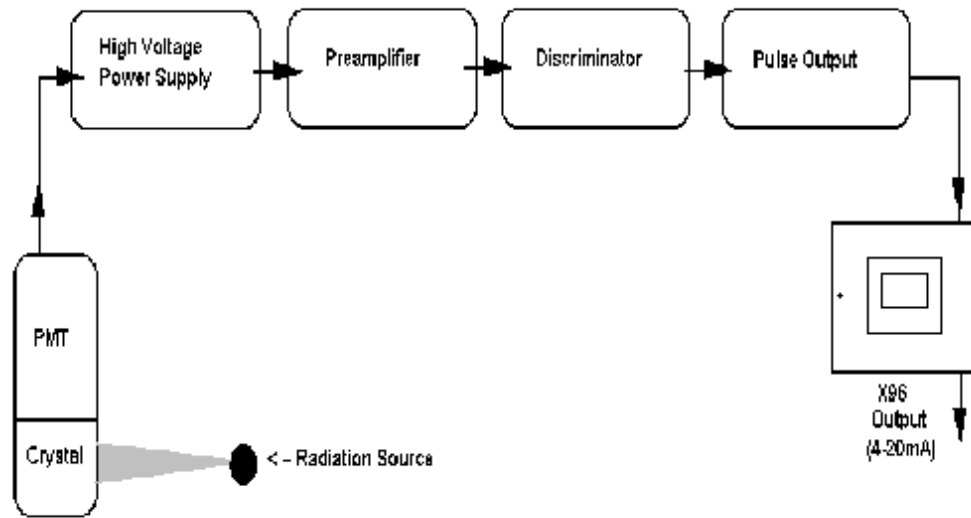 High Voltage
Power Supply
Preamplifier
Discriminator
Pulse Output
PMT
Crystal
< - Radiation Source
X96
Output
(4-20mA)